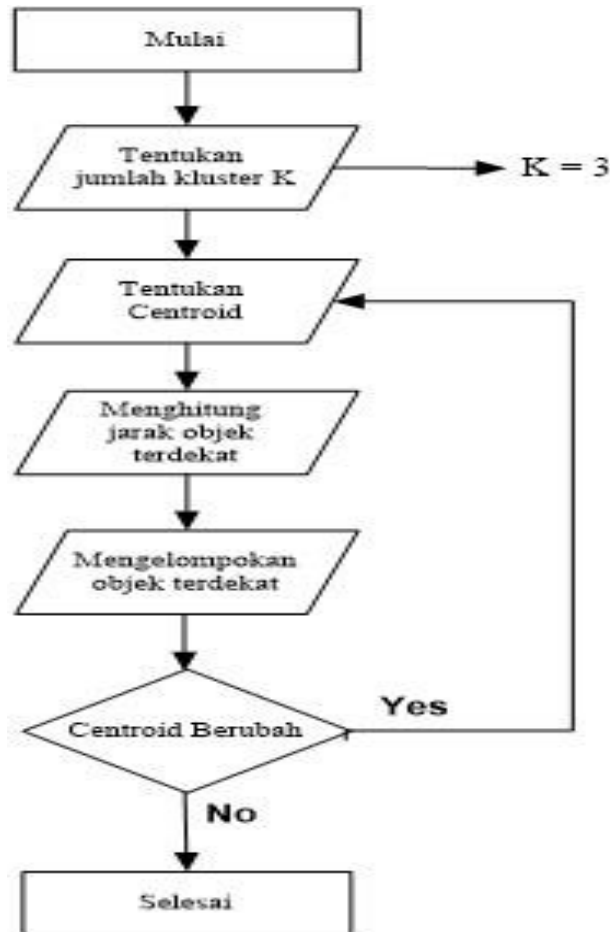 Mulai
Tentukan
jumlah kluster K
K = 3
Tentukan
Centroid
Menghitung
jarak objek
terdekat
Mengelompokan
objek terdekat
Centroid Berubah
Yes
No
Selesai